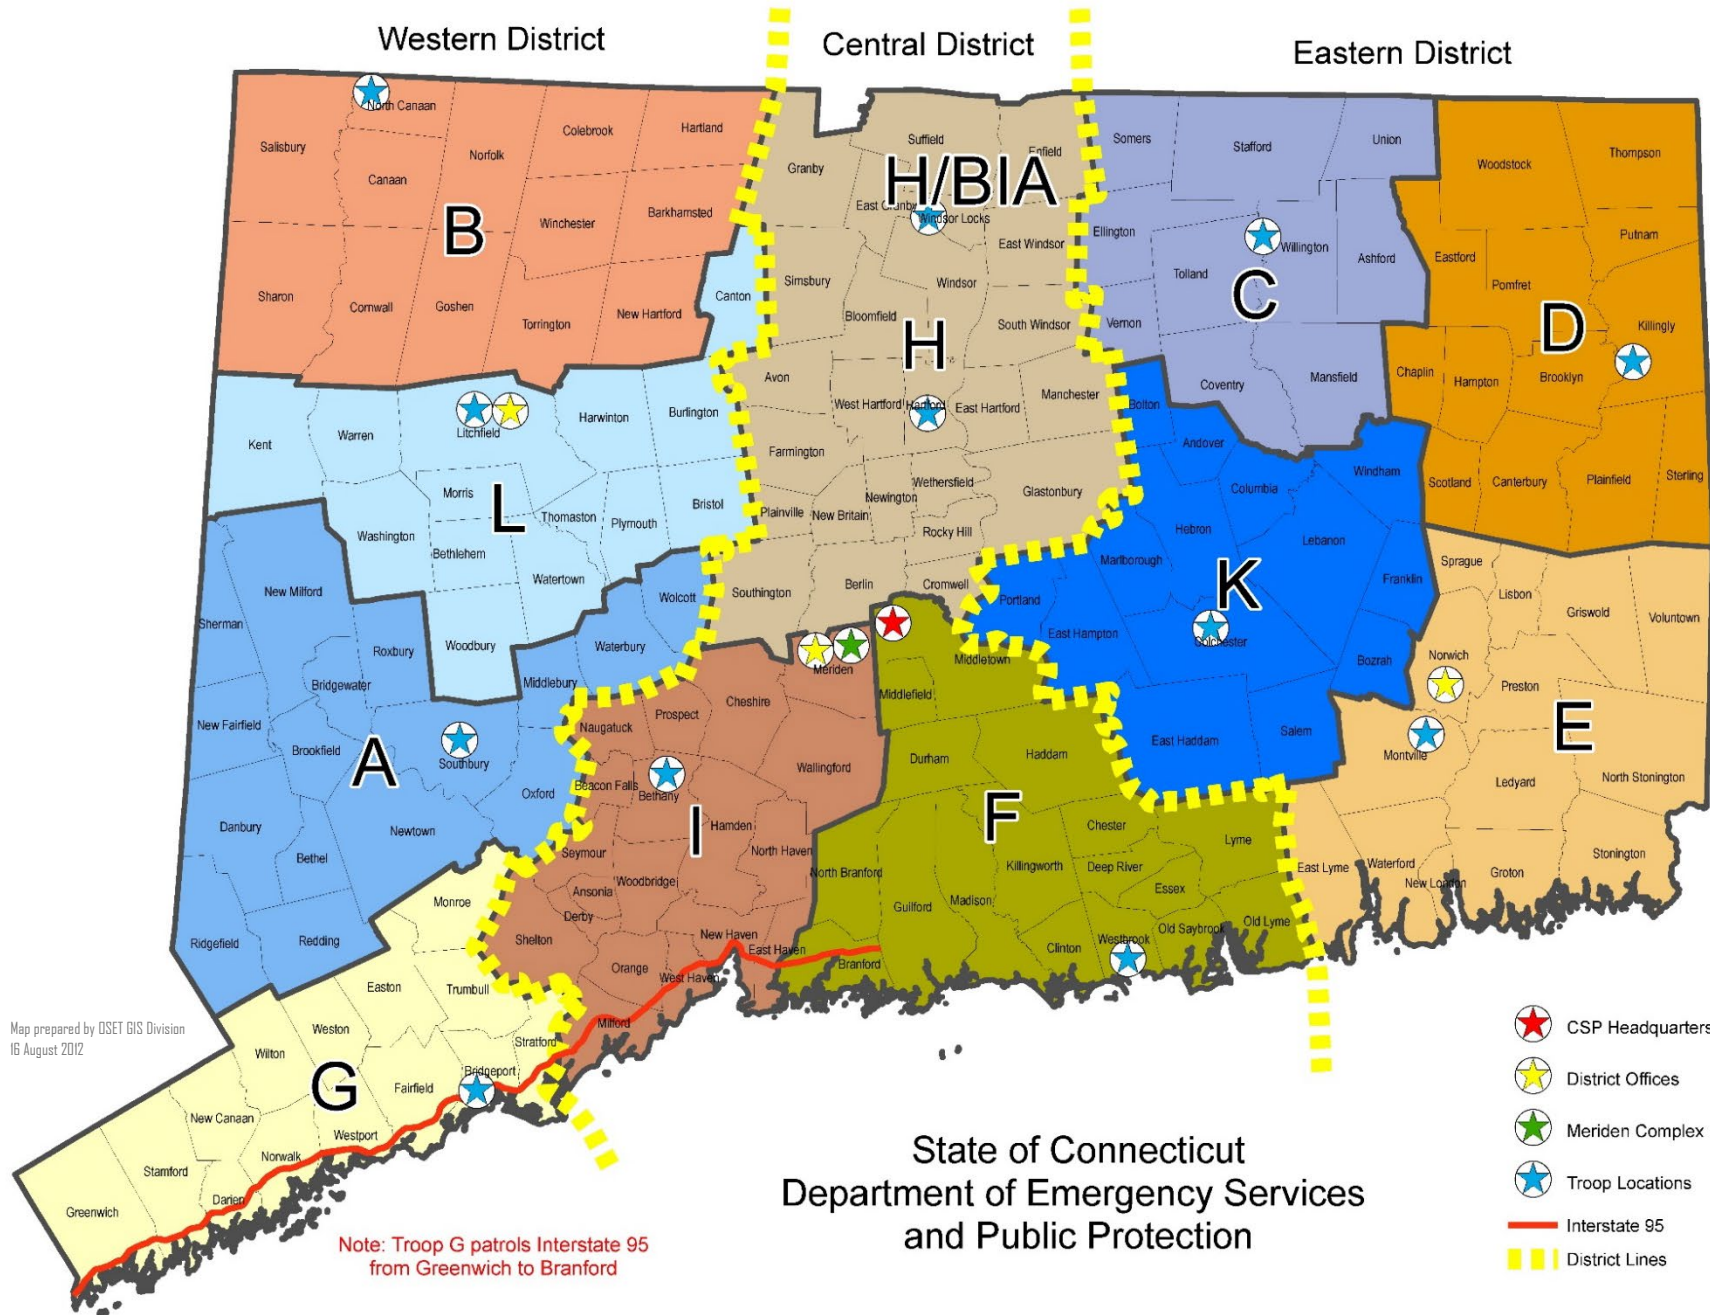 Western District
Central District
Eastern District
North Canaan
Salisbury
Canaan
Norfolk
Colebrook
Hartland
Winchester
Barkhamsted
B
Sharon
Cornwall
Goshen
Torrington
New Hartford
Canton
Kent
Warren
Litchfield
Harwinton
Burlington
Morris
L
Washington
Bethlehem
Thomaston
Plymouth
Bristol
Watertown
Woodbury
New Milford
Sherman
Roxbury
Bridgewater
Wolcott
Waterbury
Middlebury
New Fairfield
Brookfield
A
Southbury
Oxford
Danbury
Bethel
Newtown
Ridgefield
Redding
Monroe
Easton
Trumbull
Weston
Wilton
Stratford
G
Fairfield
Bridgeport
New Canaan
Westport
Norwalk
Stamford
Darien
Greenwich
Granby
Suffield
Enfield
H/BIA
East Granby
Windsor Locks
East Windsor
Simsbury
Windsor
Bloomfield
South Windsor
H
Avon
West Hartford
Hartford
East Hartford
Manchester
Farmington
Wethersfield
Newington
Glastonbury
Plainville
New Britain
Rocky Hill
Berlin
Cromwell
Southington
Meriden
Cheshire
Naugatuck
Prospect
Wallingford
Beacon Falls
Bethany
I
Hamden
Seymour
North Haven
Woodbridge
Ansonia
Derby
Shelton
New Haven
East Haven
Orange
West Haven
Milford
Middletown
Middlefield
Durham
Haddam
F
Chester
Lyme
Killingworth
Deep River
North Branford
Essex
Guilford
Madison
Clinton
Westbrook
Old Saybrook
Old Lyme
Branford
Somers
Stafford
Union
Ellington
Tolland
Willington
Ashford
C
Vernon
Coventry
Mansfield
Woodstock
Thompson
Putnam
Eastford
Pomfret
D
Killingly
Chaplin
Hampton
Brooklyn
Scotland
Canterbury
Plainfield
Sterling
Bolton
Andover
Windham
Columbia
Hebron
Lebanon
Marlborough
K
Franklin
Portland
East Hampton
Colchester
Bozrah
East Haddam
Salem
Sprague
Lisbon
Griswold
Voluntown
Norwich
Preston
E
Montville
Ledyard
North Stonington
East Lyme
Waterford
New London
Groton
Stonington
Map prepared by OSET GIS Division
16 August 2012
Note: Troop G patrols Interstate 95
from Greenwich to Branford
State of Connecticut
Department of Emergency Services
and Public Protection
CSP Headquarters
District Offices
Meriden Complex
Troop Locations
Interstate 95
District Lines